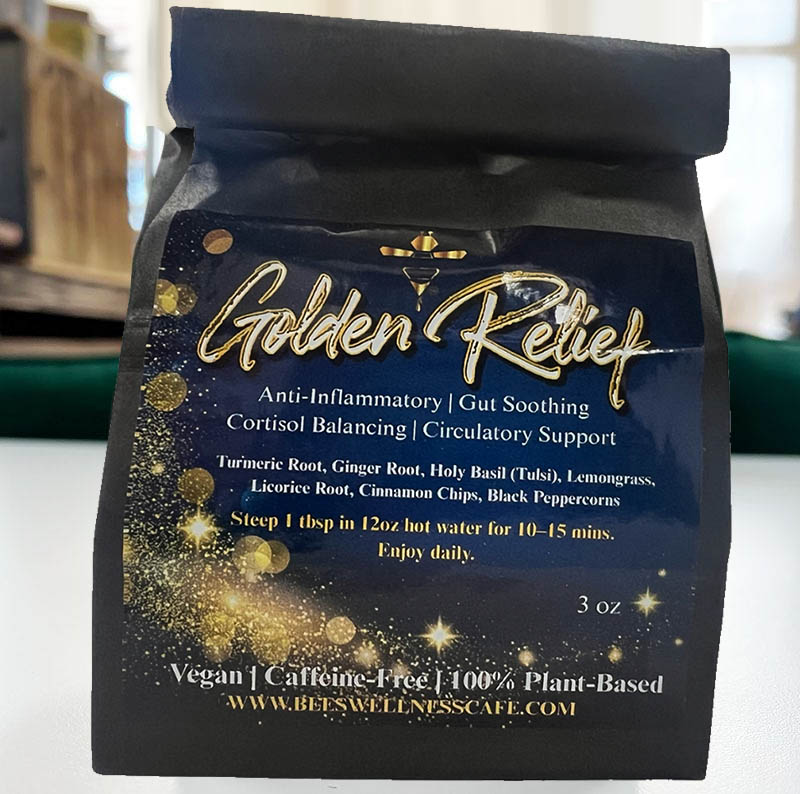 Golden Relief
Anti-Inflammatory | Gut Soothing
Cortisol Balancing | Circulatory Support
Turmeric Root, Ginger Root, Holy Basil (Tulsi), Lemongrass,
Licorice Root, Cinnamon Chips, Black Peppercorns
Steep 1 tbsp in 12oz hot water for 10–15 mins.
Enjoy daily.
3 oz
Vegan | Caffeine-Free | 100% Plant-Based
WWW.BEESWELLNESSCAFE.COM